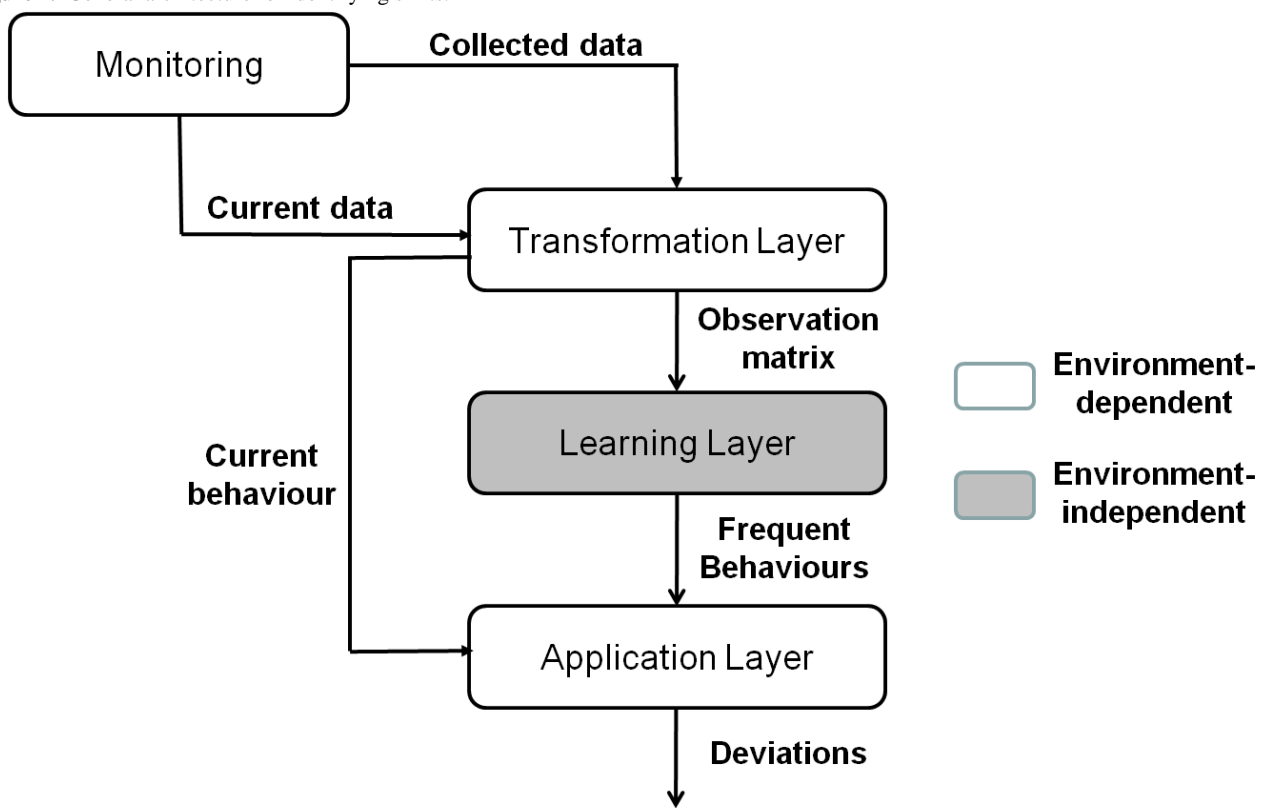 Monitoring
Collected data
Current data
Transformation Layer
Observation
matrix
Environment-
dependent
Learning Layer
Current
behaviour
Environment-
independent
Frequent
Behaviours
Application Layer
Deviations